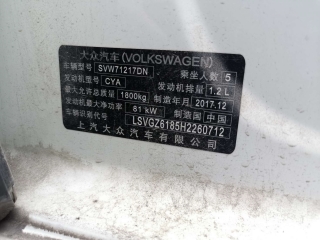 大众汽车(VOLKSWAGEN)
车辆型号 SVW71217DN 乘坐人数 5
发动机型号 CYA 发动机排量 1.2 L
最大允许总质量 1800kg 制造年月 2017.12
发动机最大净功率 81 kW 制造国 中国
车辆识别代号 LSVGZ6185H2260712
上汽大众汽车有限公司